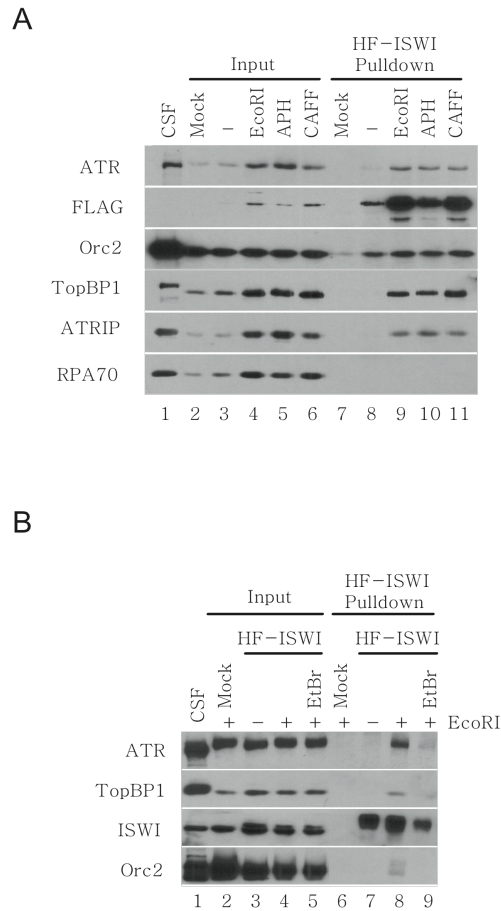 A
HF-ISWI
Input Pulldown
CSF Mock - EcoRI APH CAFF Mock - EcoRI APH CAFF
ATR
FLAG
Orc2
TopBP1
ATRIP
RPA70
1 2 3 4 5 6 7 8 9 10 11
B
HF-ISWI
Input Pulldown
HF-ISWI HF-ISWI
CSF Mock EtBr Mock EtBr
+ - + + + - + + EcoRI
ATR
TopBP1
ISWI
Orc2
1 2 3 4 5 6 7 8 9